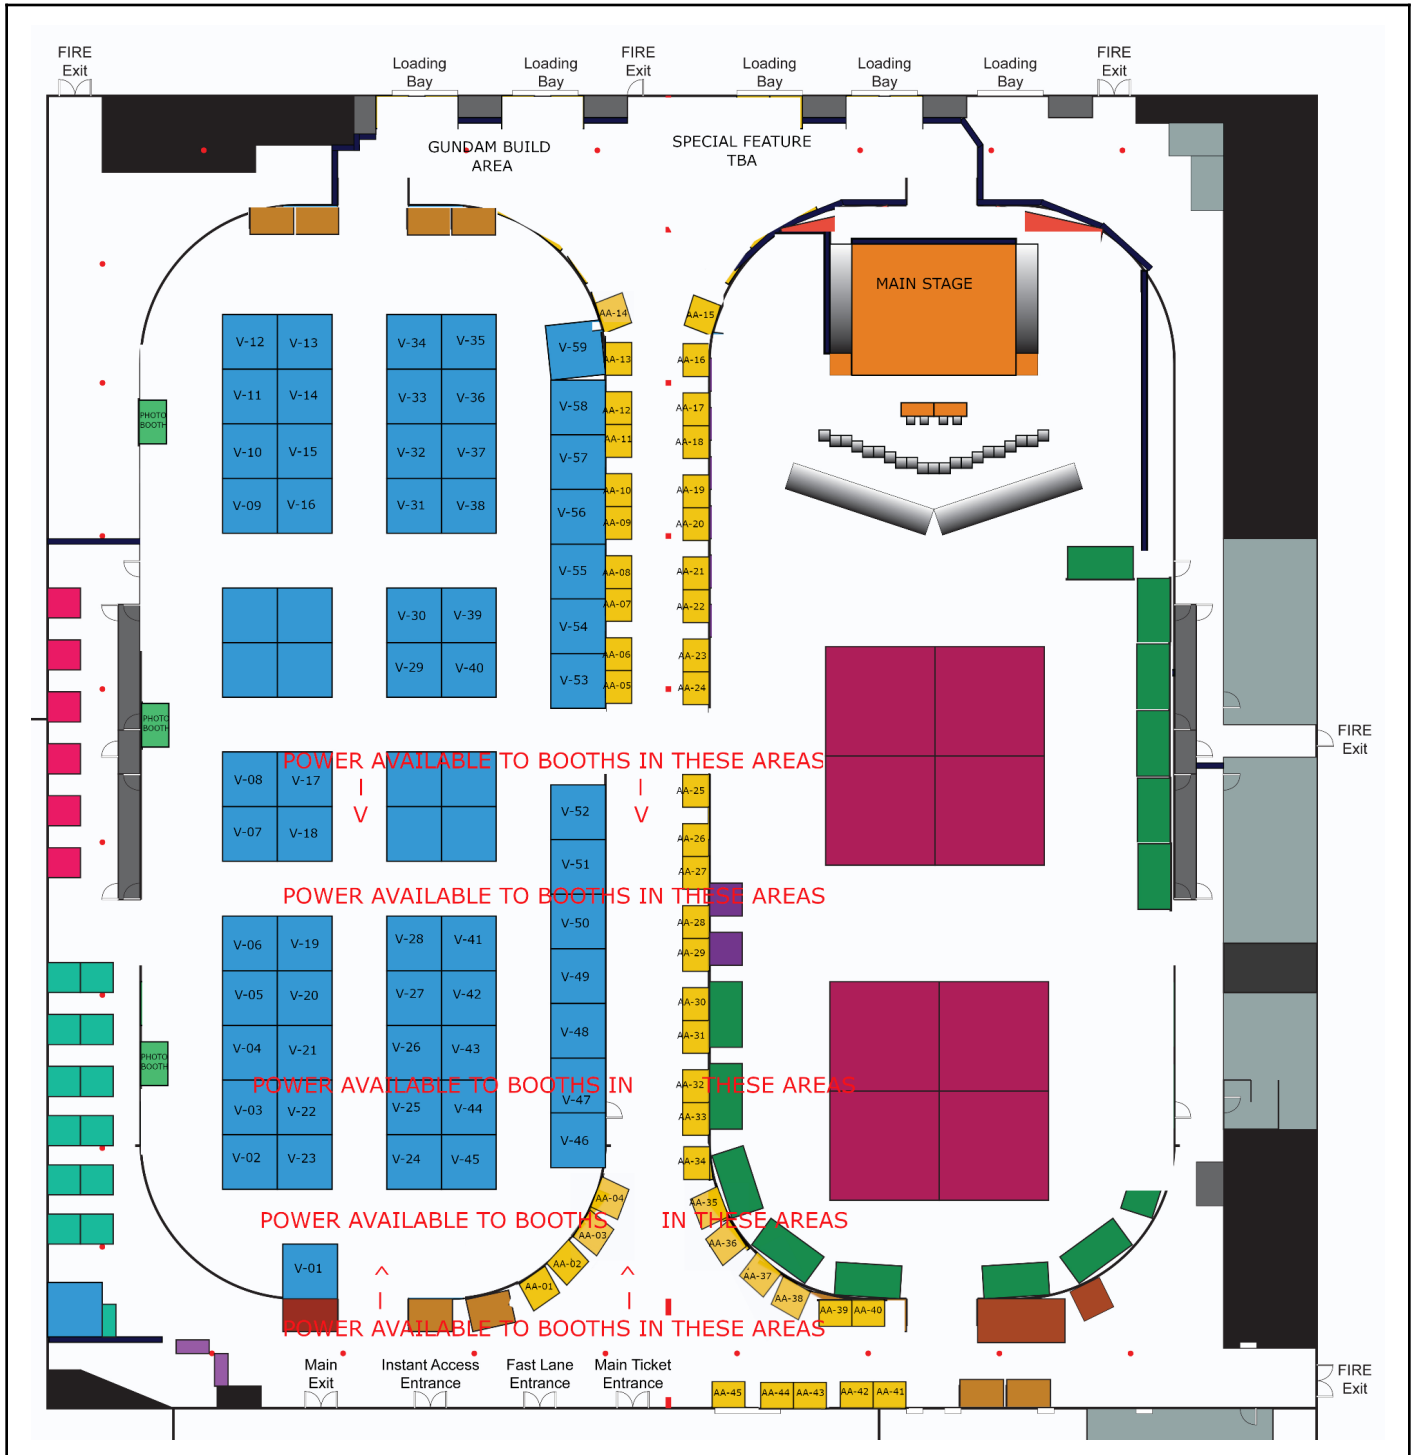 FIRE
Exit
Loading
Bay
Loading
Bay
FIRE
Exit
Loading
Bay
Loading
Bay
Loading
Bay
FIRE
Exit
GUNDAM BUILD
AREA
SPECIAL FEATURE
TBA
MAIN STAGE
AA-14
AA-15
V-12 V-13
V-34 V-35
V-59
AA-13
AA-16
V-11 V-14
V-33 V-36
V-58
AA-12
AA-17
PHOTO
BOOTH
AA-11
AA-18
V-10 V-15
V-32 V-37
V-57
AA-10
AA-19
V-09 V-16
V-31 V-38
V-56
AA-09
AA-20
V-55
AA-08
AA-21
AA-07
AA-22
V-30 V-39
V-54
AA-06
AA-23
V-29 V-40
V-53
AA-05
AA-24
PHOTO
BOOTH
FIRE
Exit
POWER AVAILABLE TO BOOTHS IN THESE AREAS
V-08 V-17
| |
V V
AA-25
V-52
V-07 V-18
AA-26
V-51
AA-27
POWER AVAILABLE TO BOOTHS IN THESE AREAS
V-50
AA-28
V-06 V-19
V-28 V-41
AA-29
V-49
V-05 V-20
V-27 V-42
AA-30
V-48
AA-31
V-04 V-21
V-26 V-43
PHOTO
BOOTH
POWER AVAILABLE TO BOOTHS IN THESE AREAS
AA-32
V-47
V-03 V-22
V-25 V-44
AA-33
V-46
V-02 V-23
V-24 V-45
AA-34
AA-04
AA-35
POWER AVAILABLE TO BOOTHS IN THESE AREAS
AA-03
AA-36
V-01
AA-02
AA-37
^ ^
| |
AA-01
AA-38
AA-39 AA-40
POWER AVAILABLE TO BOOTHS IN THESE AREAS
Main
Exit
Instant Access
Entrance
Fast Lane
Entrance
Main Ticket
Entrance
AA-45
AA-44 AA-43
AA-42 AA-41
FIRE
Exit